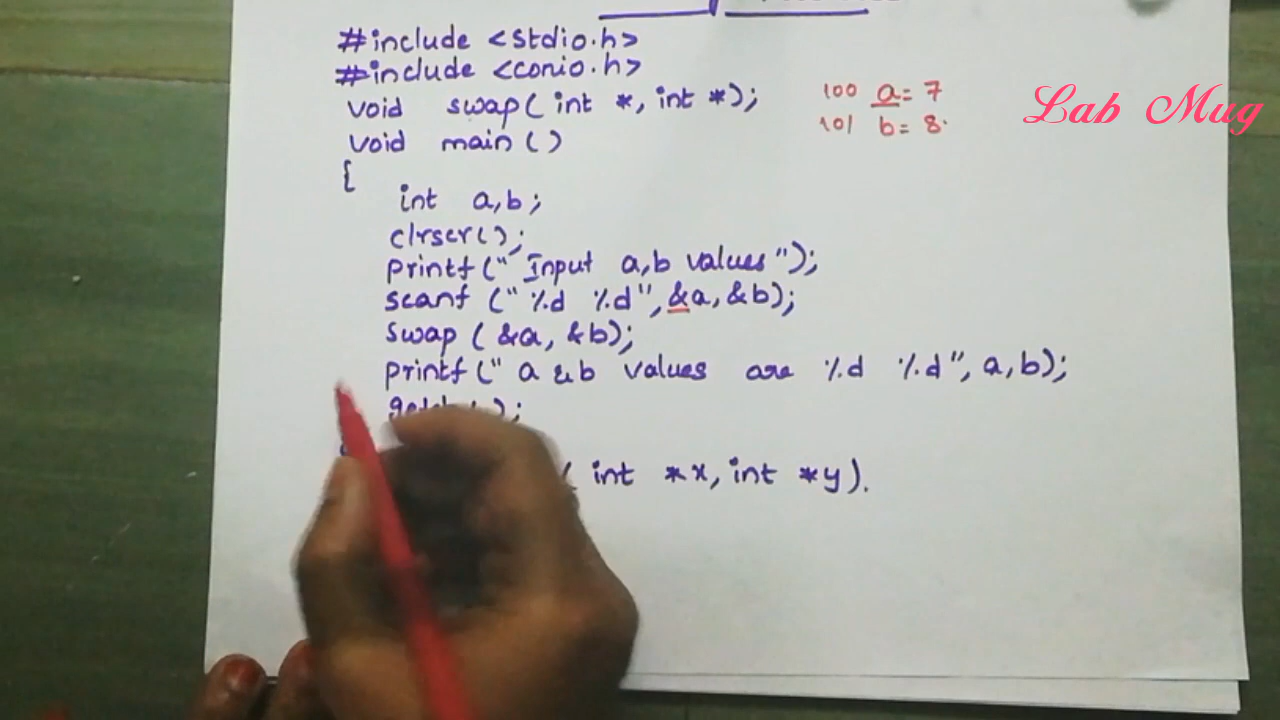 #include <stdio.h>
#include <conio.h>
void swap( int *, int *);
void main ( )
{
int a,b;
clrscr( );
printf (" Input a,b values");
scanf (" %d %d", &a, &b);
swap ( &a, &b);
printf (" a & b values are %d %d", a, b);
);
( int *x, int *y).
100 a = 7
101 b = 8.
Lab Mug